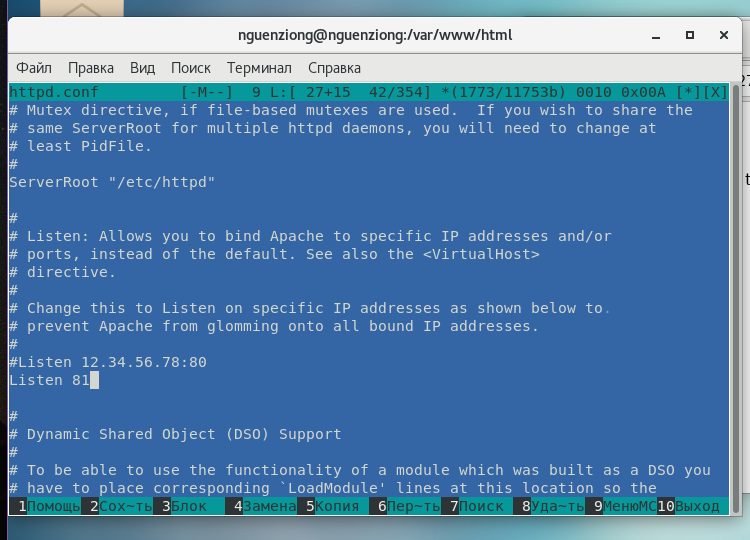 nguenziong@nguenziong:/var/www/html
Файл Правка Вид Поиск Терминал Справка
httpd.conf [-M--] 9 L:[ 27+15 42/354] *(1773/11753b) 0010 0x00A [*][X]
# Mutex directive, if file-based mutexes are used.  If you wish to share the
# same ServerRoot for multiple httpd daemons, you will need to change at
# least PidFile.
#
ServerRoot "/etc/httpd"
#
# Listen: Allows you to bind Apache to specific IP addresses and/or
# ports, instead of the default. See also the <VirtualHost>
# directive.
#
# Change this to Listen on specific IP addresses as shown below to.
# prevent Apache from glomming onto all bound IP addresses.
#
#Listen 12.34.56.78:80
Listen 81
#
# Dynamic Shared Object (DSO) Support
#
# To be able to use the functionality of a module which was built as a DSO you
# have to place corresponding `LoadModule' lines at this location so the
1Помощь 2Сох~ть 3Блок 4Замена 5Копия 6Пер~ть 7Поиск 8Уда~ть 9МенюMC 10Выход